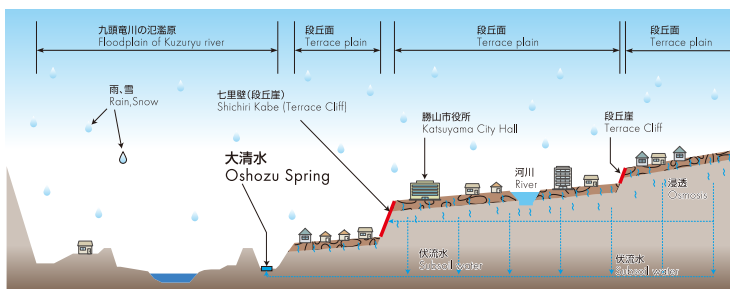 九頭竜川の氾濫原
Floodplain of Kuzuryu river
段丘面
Terrace plain
段丘面
Terrace plain
段丘面
Terrace plain
雨、雪
Rain,Snow
七里壁(段丘崖)
Shichiri Kabe (Terrace Cliff)
勝山市役所
Katsuyama City Hall
段丘崖
Terrace Cliff
大清水
Oshozu Spring
河川
River
浸透
Osmosis
伏流水
Subsoil water
伏流水
Subsoil water